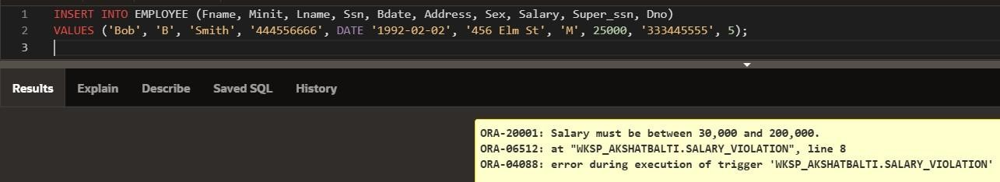 1 INSERT INTO EMPLOYEE (Fname, Minit, Lname, Ssn, Bdate, Address, Sex, Salary, Super_ssn, Dno)
2 VALUES ('Bob', 'B', 'Smith', '444556666', DATE '1992-02-02', '456 Elm St', 'M', 25000, '333445555', 5);
3
Results Explain Describe Saved SQL History
ORA-20001: Salary must be between 30,000 and 200,000.
ORA-06512: at "WKSP_AKSHATBALTI.SALARY_VIOLATION", line 8
ORA-04088: error during execution of trigger 'WKSP_AKSHATBALTI.SALARY_VIOLATION'